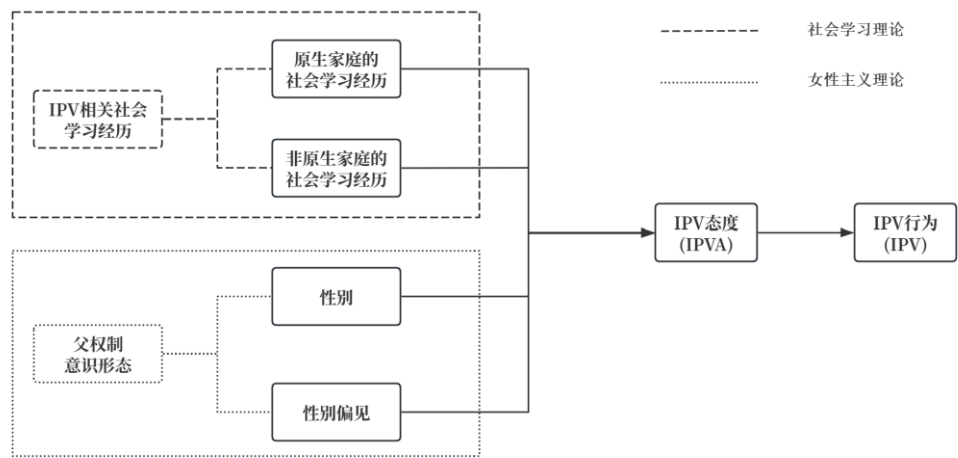 社会学习理论
女性主义理论
原生家庭的
社会学习经历
IPV相关社会
学习经历
非原生家庭的
社会学习经历
IPV态度
(IPVA)
IPV行为
(IPV)
性别
父权制
意识形态
性别偏见